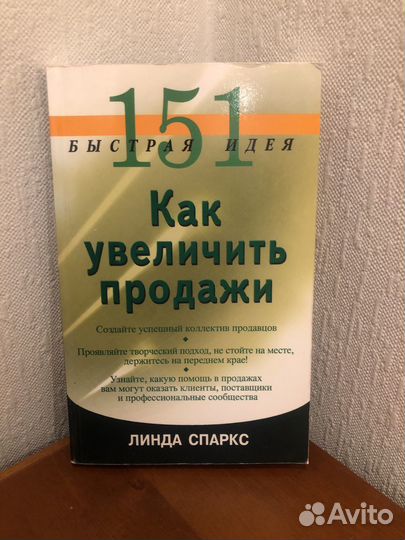 151
БЫСТРАЯ ИДЕЯ
Как
увеличить
продажи
Создайте успешный коллектив продавцов
Проявляйте творческий подход, не стойте на месте,
держитесь на переднем крае!
Узнайте, какую помощь в продажах
вам могут оказать клиенты, поставщики
и профессиональные сообщества
ЛИНДА СПАРКС
Avito